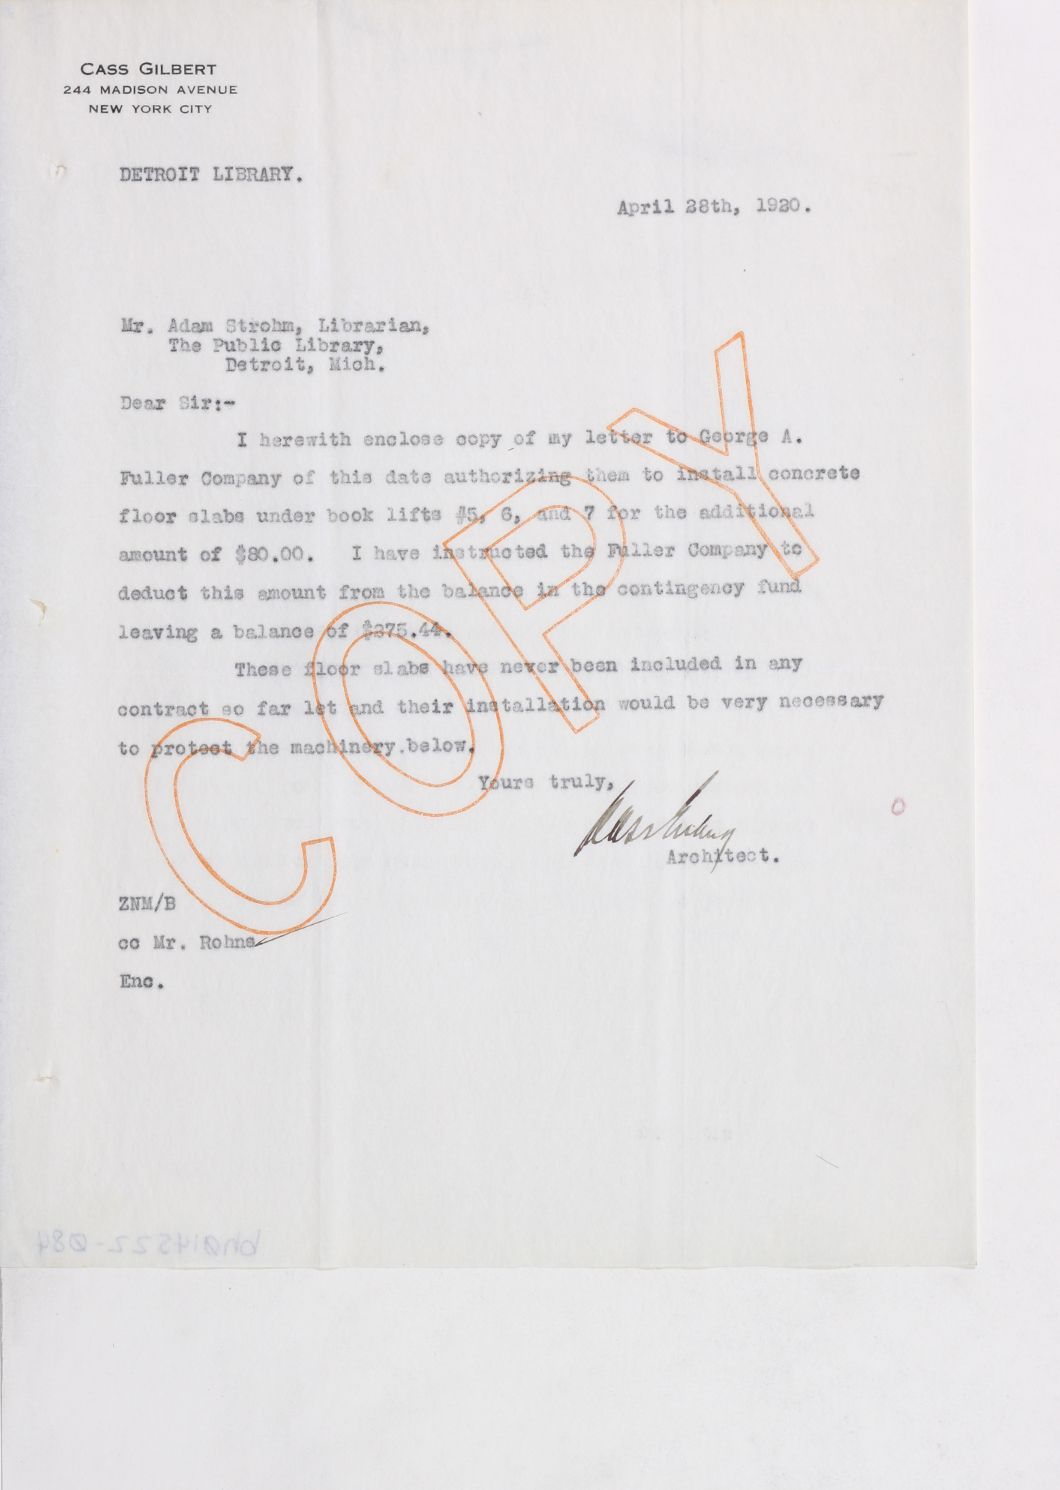 CASS GILBERT
244 MADISON AVENUE
NEW YORK CITY
DETROIT LIBRARY.
April 28th, 1920.
Mr. Adam Strohm, Librarian,
The Public Library,
Detroit, Mich.
Dear Sir:-
I herewith enclose copy of my letter to George A.
Fuller Company of this date authorizing them to install concrete
floor slabs under book lifts #5, 6, and 7 for the additional
amount of $80.00. I have instructed the Fuller Company to
deduct this amount from the balance in the contingency fund
leaving a balance of $275.44.
These floor slabs have never been included in any
contract so far let and their installation would be very necessary
to protect the machinery.below.
Yours truly,
Cass Gilbert
Architect.
ZNM/B
cc Mr. Rohns
Enc.
COPY
bh014522-084